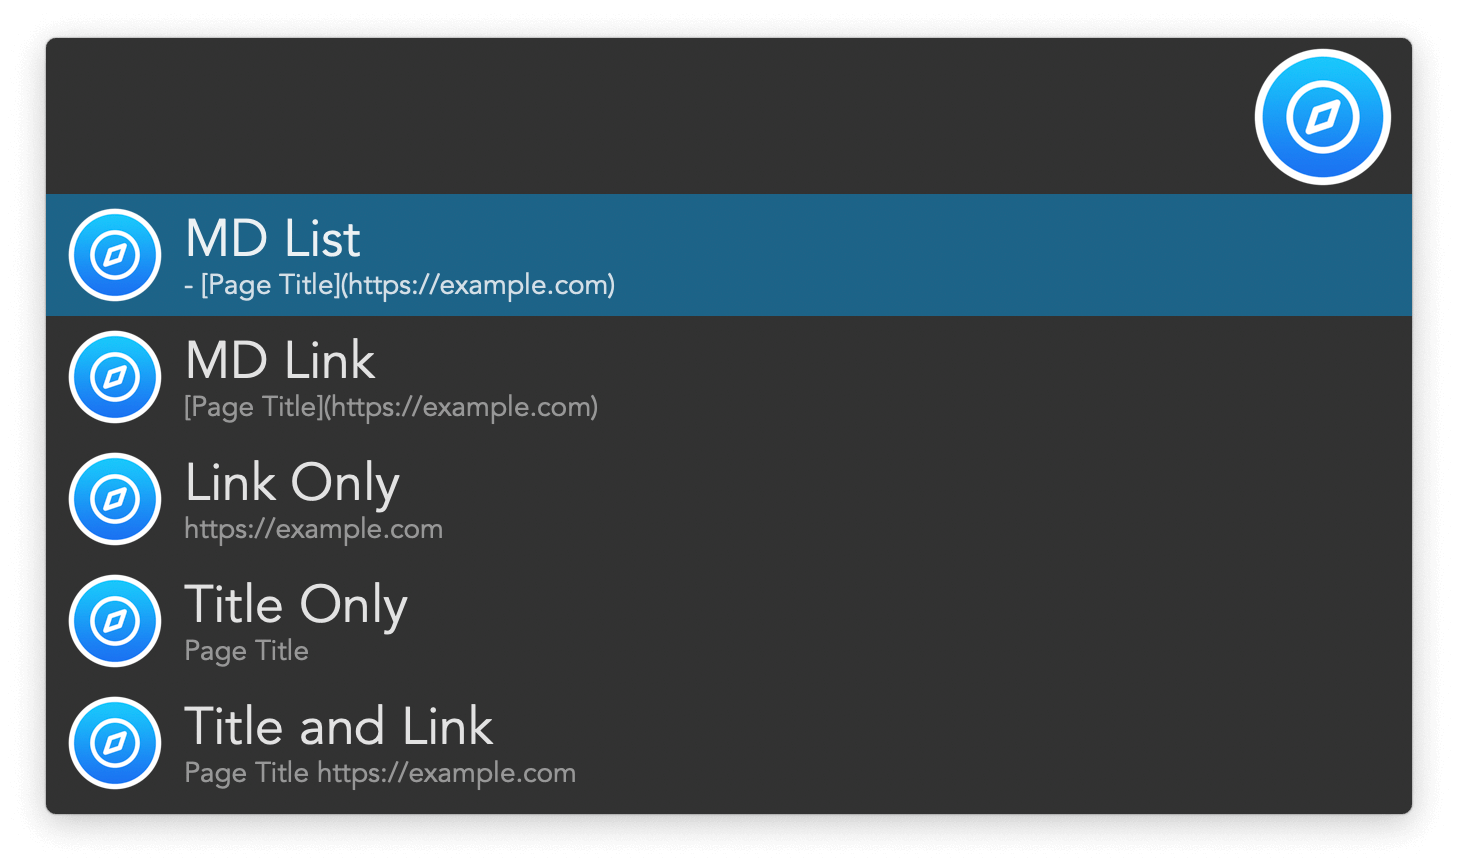 MD List
- [Page Title](https://example.com)
MD Link
[Page Title](https://example.com)
Link Only
https://example.com
Title Only
Page Title
Title and Link
Page Title https://example.com